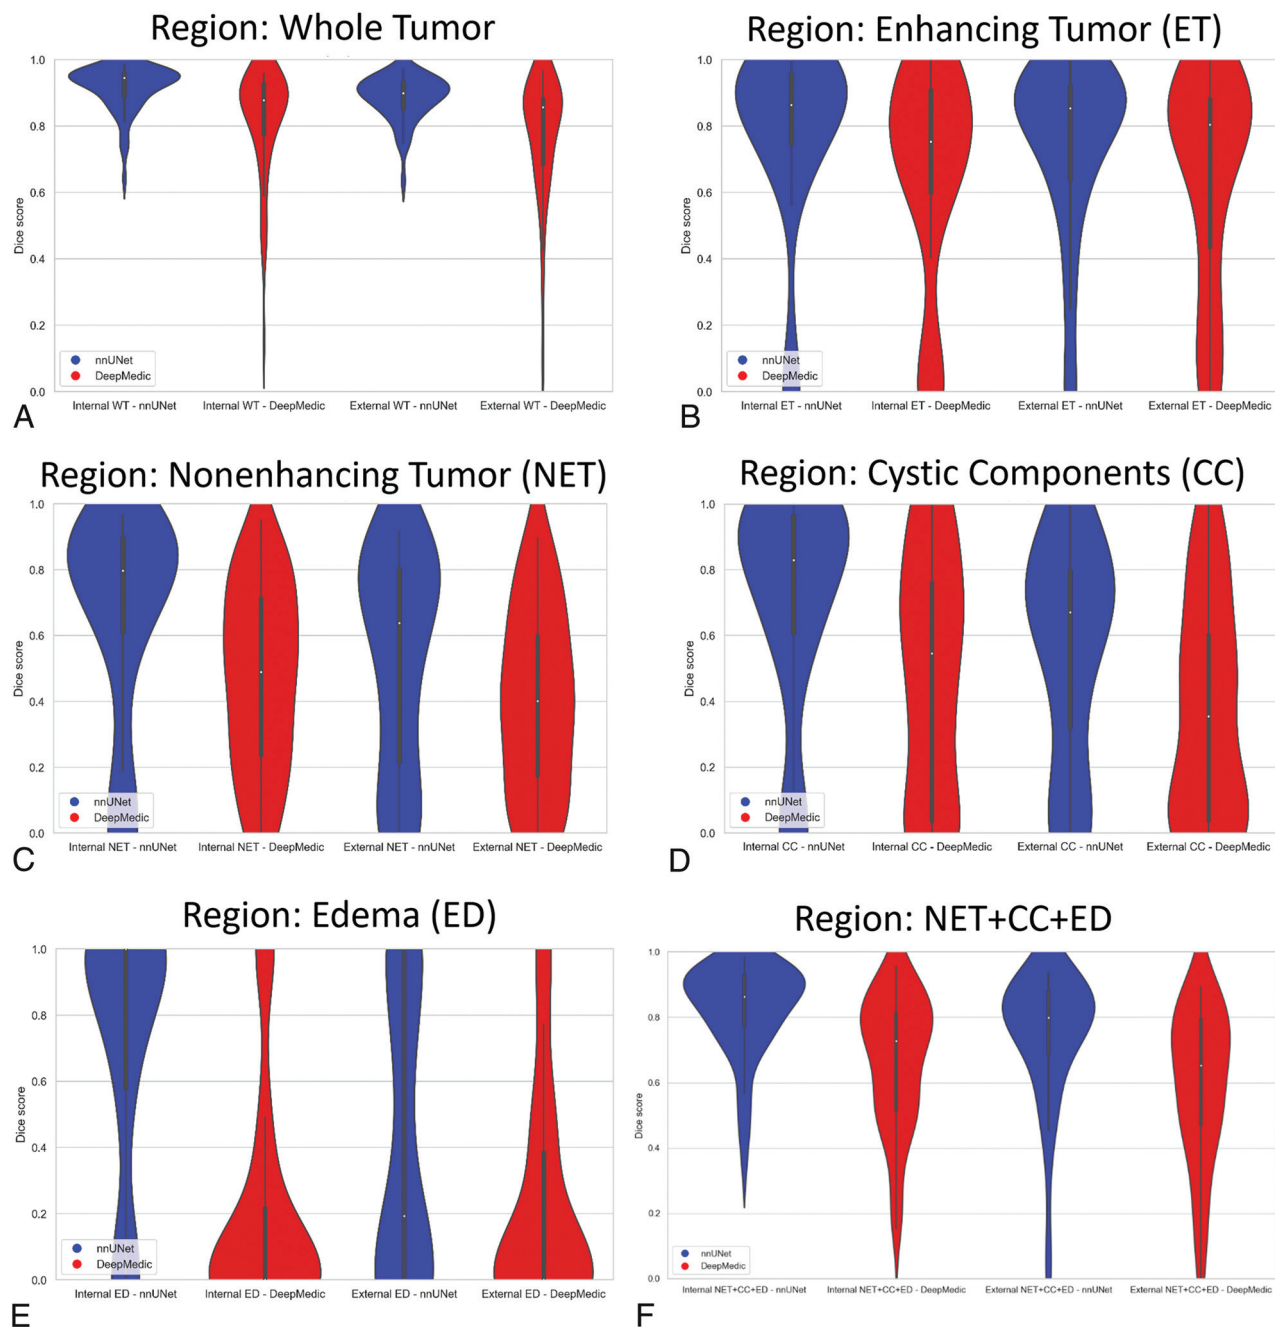 Region: Whole Tumor
1.0
0.8
0.6
0.4
0.2
0.0
Dice score
nnUNet
DeepMedic
Internal WT - nnUNet
Internal WT - DeepMedic
External WT - nnUNet
External WT - DeepMedic
A
Region: Enhancing Tumor (ET)
1.0
0.8
0.6
0.4
0.2
0.0
Dice score
nnUNet
DeepMedic
Internal ET - nnUNet
Internal ET - DeepMedic
External ET - nnUNet
External ET - DeepMedic
B
Region: Nonenhancing Tumor (NET)
1.0
0.8
0.6
0.4
0.2
0.0
Dice score
nnUNet
DeepMedic
Internal NET - nnUNet
Internal NET - DeepMedic
External NET - nnUNet
External NET - DeepMedic
C
Region: Cystic Components (CC)
1.0
0.8
0.6
0.4
0.2
0.0
Dice score
nnUNet
DeepMedic
Internal CC - nnUNet
Internal CC - DeepMedic
External CC - nnUNet
External CC - DeepMedic
D
Region: Edema (ED)
1.0
0.8
0.6
0.4
0.2
0.0
Dice score
nnUNet
DeepMedic
Internal ED - nnUNet
Internal ED - DeepMedic
External ED - nnUNet
External ED - DeepMedic
E
Region: NET+CC+ED
1.0
0.8
0.6
0.4
0.2
0.0
Dice score
nnUNet
DeepMedic
Internal NET+CC+ED - nnUNet
Internal NET+CC+ED - DeepMedic
External NET+CC+ED - nnUNet
External NET+CC+ED - DeepMedic
F